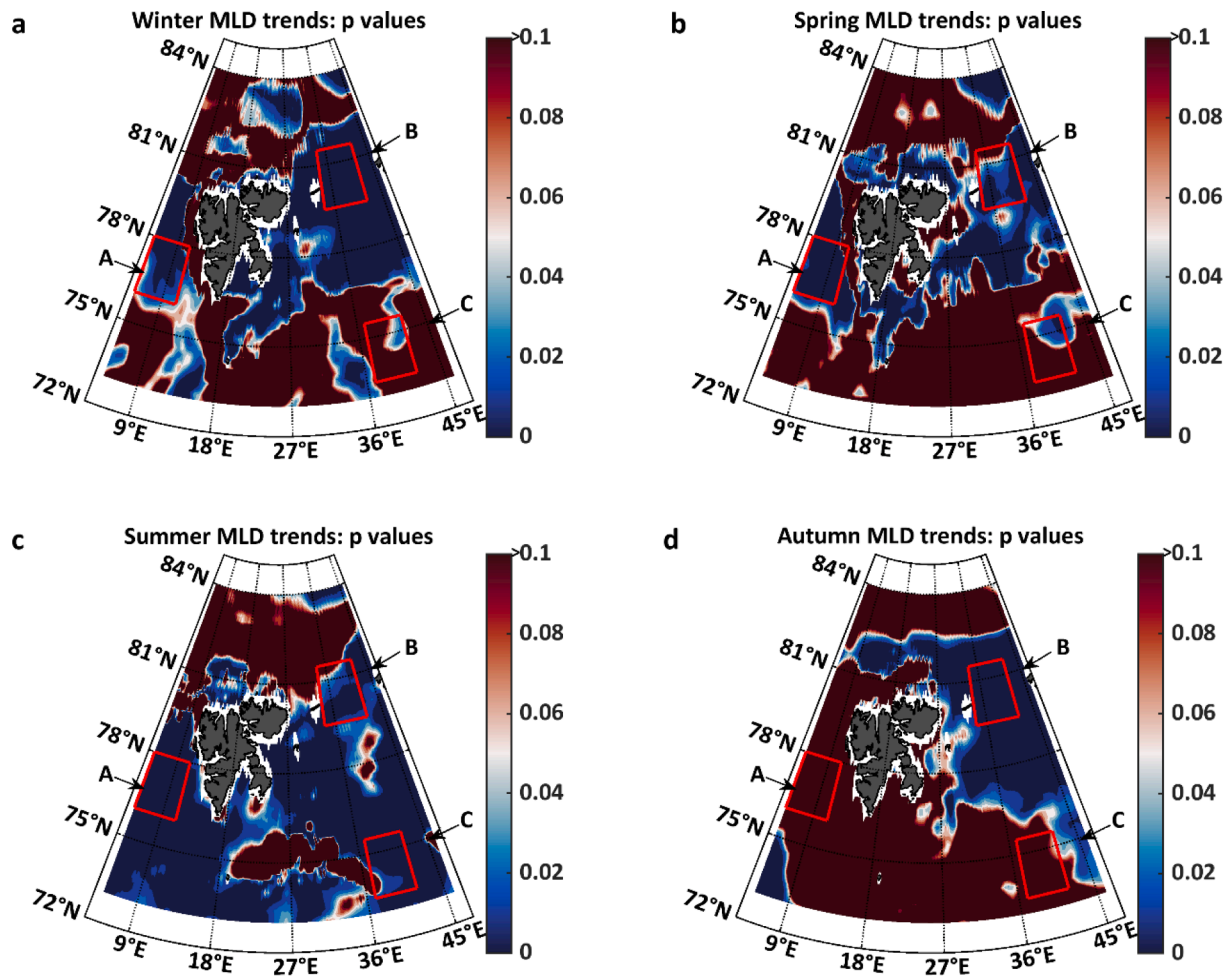 a
Winter MLD trends: p values
84°N
81°N
78°N
75°N
72°N
9°E
18°E
27°E
36°E
45°E
A
B
C
>0.1
0.08
0.06
0.04
0.02
0
b
Spring MLD trends: p values
84°N
81°N
78°N
75°N
72°N
9°E
18°E
27°E
36°E
45°E
A
B
C
>0.1
0.08
0.06
0.04
0.02
0
c
Summer MLD trends: p values
84°N
81°N
78°N
75°N
72°N
9°E
18°E
27°E
36°E
45°E
A
B
C
>0.1
0.08
0.06
0.04
0.02
0
d
Autumn MLD trends: p values
84°N
81°N
78°N
75°N
72°N
9°E
18°E
27°E
36°E
45°E
A
B
C
>0.1
0.08
0.06
0.04
0.02
0